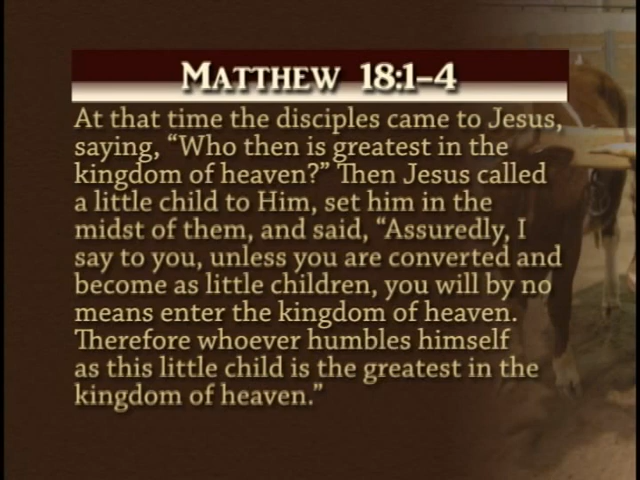 Matthew 18:1–4
At that time the disciples came to Jesus,
saying, “Who then is greatest in the
kingdom of heaven?” Then Jesus called
a little child to Him, set him in the
midst of them, and said, “Assuredly, I
say to you, unless you are converted and
become as little children, you will by no
means enter the kingdom of heaven.
Therefore whoever humbles himself
as this little child is the greatest in the
kingdom of heaven.”